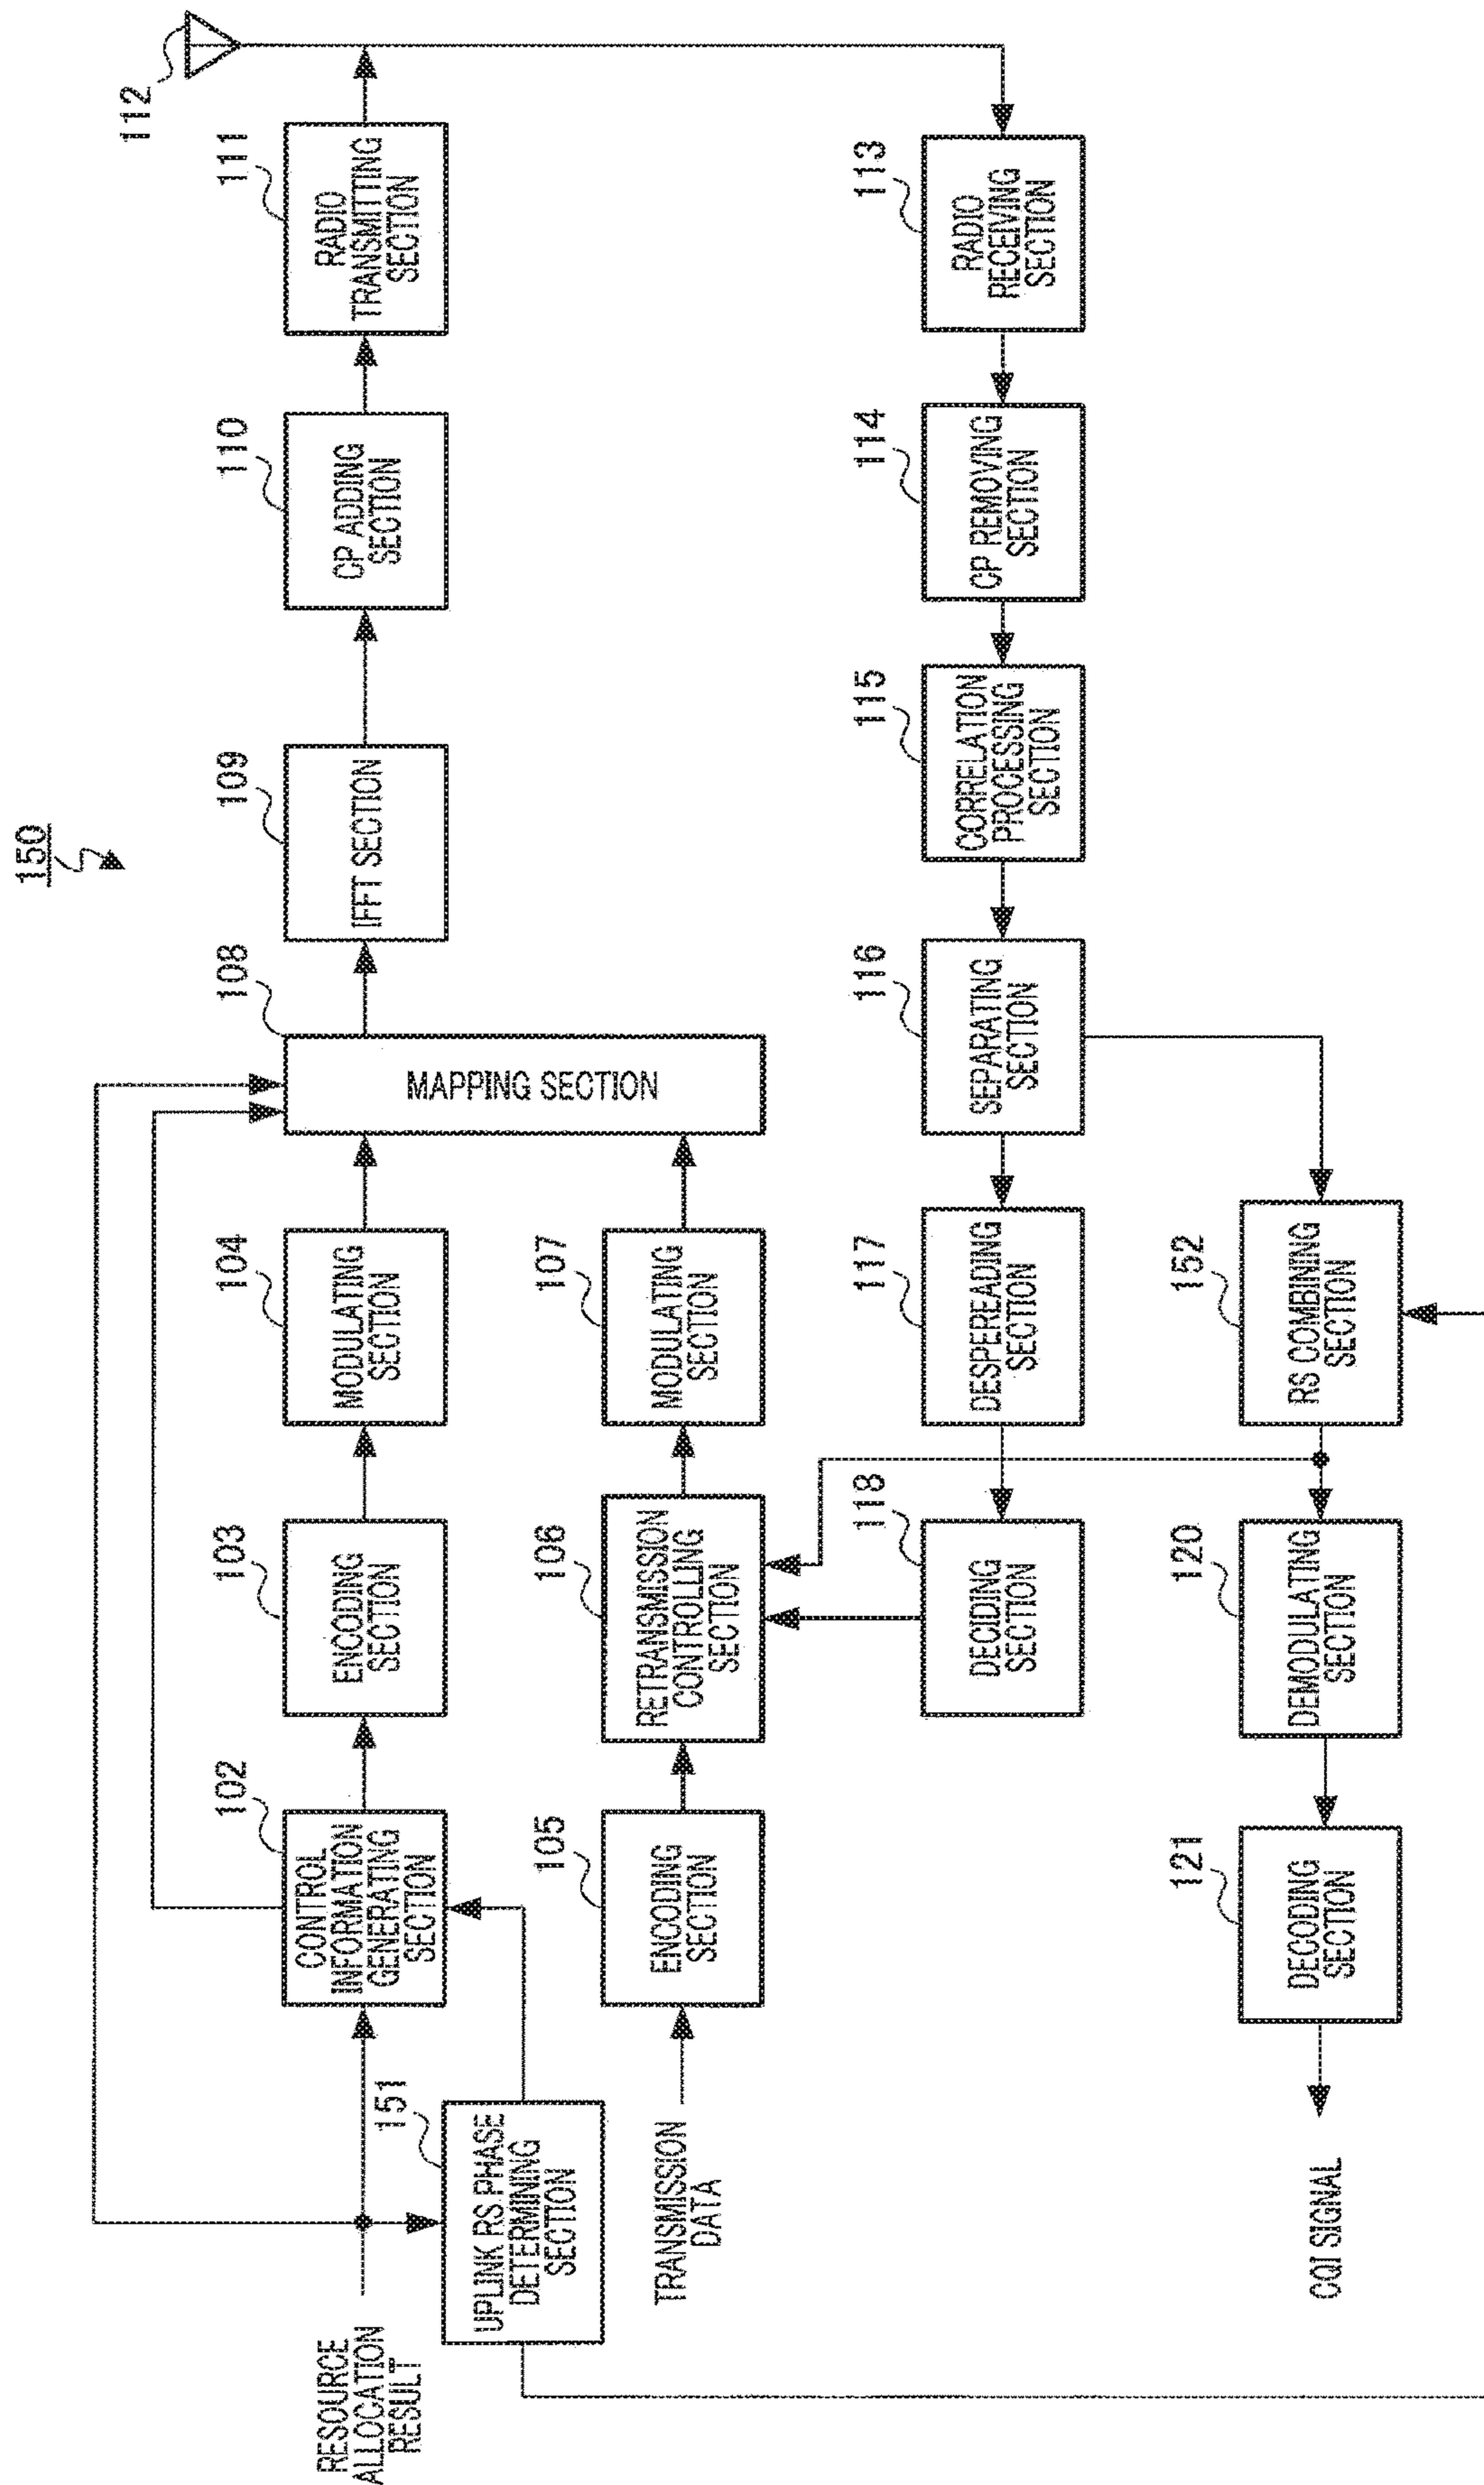 150
112
RESOURCE
ALLOCATION
RESULT
151
UPLINK RS PHASE
DETERMINING
SECTION
102
CONTROL
INFORMATION
GENERATING
SECTION
103
ENCODING
SECTION
104
MODULATING
SECTION
108
MAPPING SECTION
109
IFFT SECTION
110
CP ADDING
SECTION
111
RADIO
TRANSMITTING
SECTION
TRANSMISSION
DATA
105
ENCODING
SECTION
106
RETRANSMISSION
CONTROLLING
SECTION
107
MODULATING
SECTION
118
DECIDING
SECTION
117
DESPEREADING
SECTION
116
SEPARATING
SECTION
115
CORRELATION
PROCESSING
SECTION
114
CP REMOVING
SECTION
113
RADIO
RECEIVING
SECTION
CQI SIGNAL
121
DECODING
SECTION
120
DEMODULATING
SECTION
152
RS COMBINING
SECTION